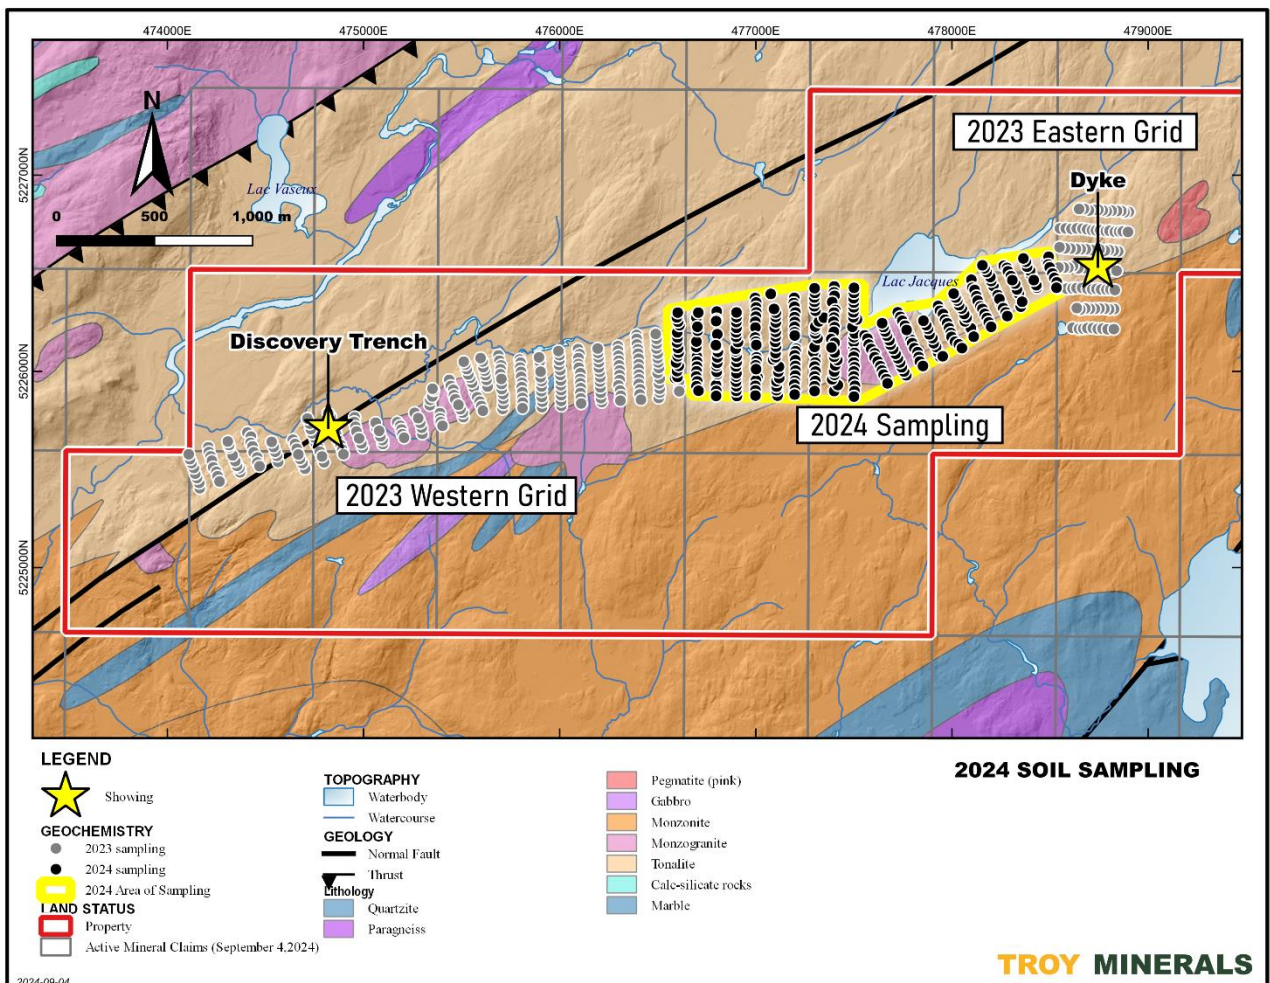 474000E 475000E 476000E 477000E 478000E 479000E
2023 Eastern Grid
N
5227000N
Dyke
Lac Vaseux
0 500 1,000 m
Lac Jacques
Discovery Trench
5226000N
2024 Sampling
2023 Western Grid
5225000N
LEGEND
Showing
GEOCHEMISTRY
2023 sampling
2024 sampling
2024 Area of Sampling
LAND STATUS
Property
Active Mineral Claims (September 4,2024)
TOPOGRAPHY
Waterbody
Watercourse
GEOLOGY
Normal Fault
Thrust
Lithology
Quartzite
Paragneiss
Pegmatite (pink)
Gabbro
Monzonite
Monzogranite
Tonalite
Calc-silicate rocks
Marble
2024 SOIL SAMPLING
TROY MINERALS
2024-09-04